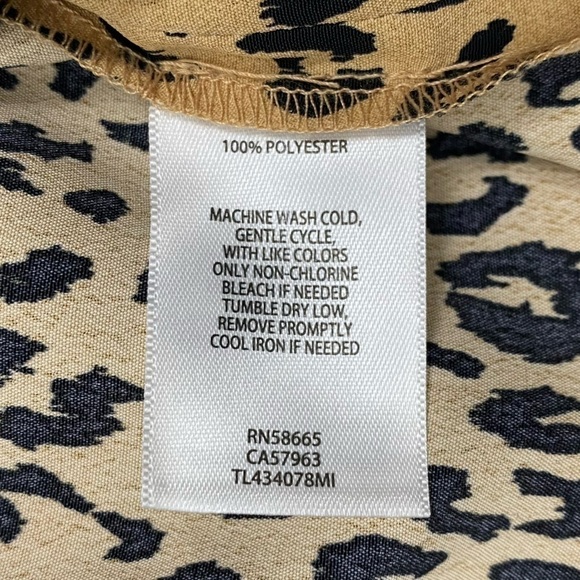 100% POLYESTER
MACHINE WASH COLD,
GENTLE CYCLE,
WITH LIKE COLORS
ONLY NON-CHLORINE
BLEACH IF NEEDED
TUMBLE DRY LOW,
REMOVE PROMPTLY
COOL IRON IF NEEDED
RN58665
CA57963
TL434078MI